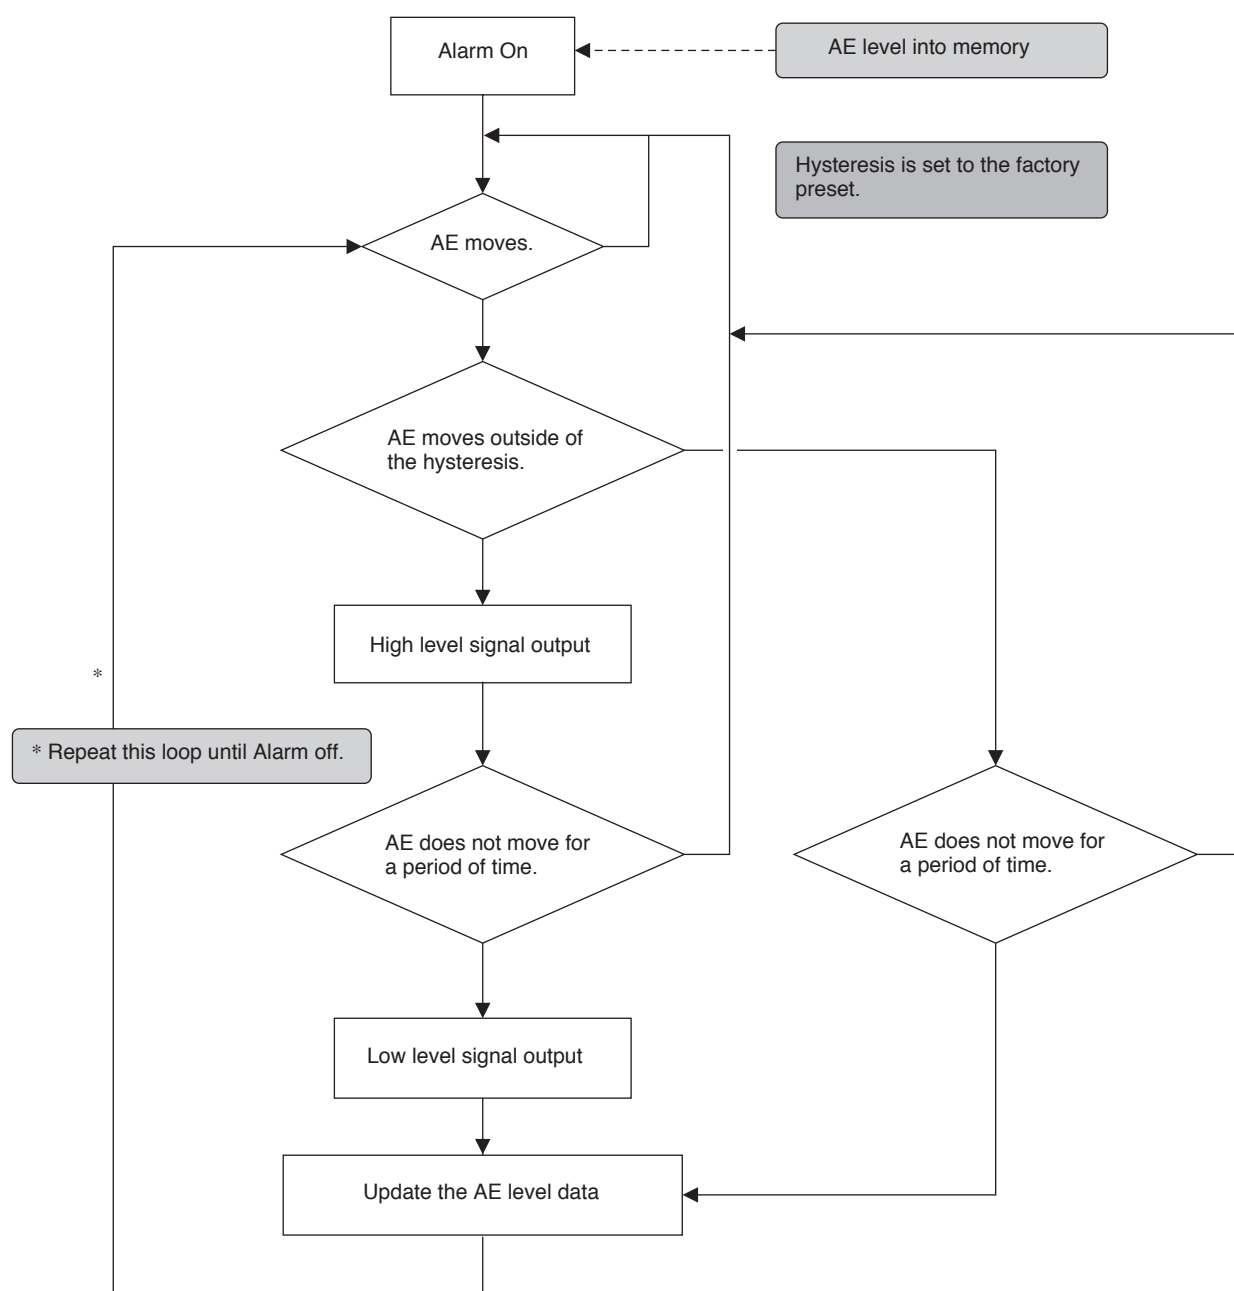 Alarm On
AE level into memory
Hysteresis is set to the factory
preset.
AE moves.
AE moves outside of
the hysteresis.
High level signal output
*
* Repeat this loop until Alarm off.
AE does not move for
a period of time.
AE does not move for
a period of time.
Low level signal output
Update the AE level data